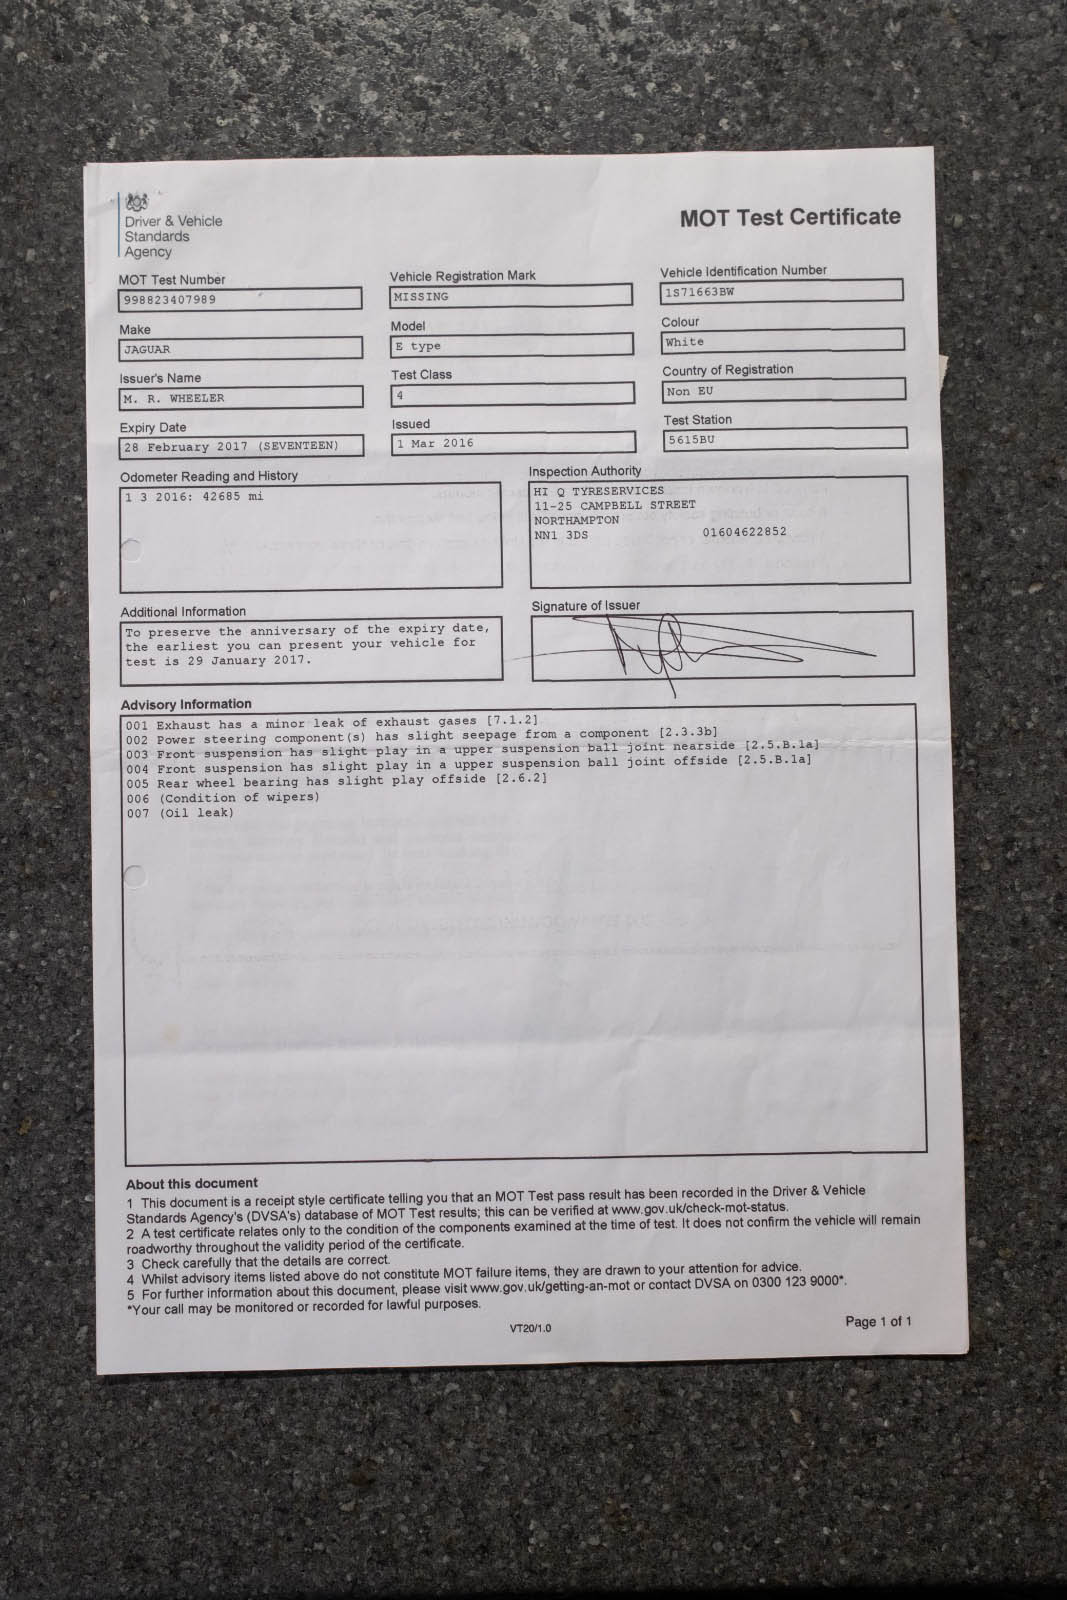 Driver & Vehicle
Standards
Agency
MOT Test Certificate
MOT Test Number
998823407989
Vehicle Registration Mark
MISSING
Vehicle Identification Number
1S71663BW
Make
JAGUAR
Model
E type
Colour
White
Issuer's Name
M. R. WHEELER
Test Class
4
Country of Registration
Non EU
Expiry Date
28 February 2017 (SEVENTEEN)
Issued
1 Mar 2016
Test Station
5615BU
Odometer Reading and History
1 3 2016: 42685 mi
Inspection Authority
HI Q TYRESERVICES
11-25 CAMPBELL STREET
NORTHAMPTON
NN1 3DS 01604622852
Additional Information
To preserve the anniversary of the expiry date,
the earliest you can present your vehicle for
test is 29 January 2017.
Signature of Issuer
Advisory Information
001 Exhaust has a minor leak of exhaust gases [7.1.2]
002 Power steering component(s) has slight seepage from a component [2.3.3b]
003 Front suspension has slight play in a upper suspension ball joint nearside [2.5.B.1a]
004 Front suspension has slight play in a upper suspension ball joint offside [2.5.B.1a]
005 Rear wheel bearing has slight play offside [2.6.2]
006 (Condition of wipers)
007 (Oil leak)
About this document
1 This document is a receipt style certificate telling you that an MOT Test pass result has been recorded in the Driver & Vehicle
Standards Agency's (DVSA's) database of MOT Test results; this can be verified at www.gov.uk/check-mot-status.
2 A test certificate relates only to the condition of the components examined at the time of test. It does not confirm the vehicle will remain
roadworthy throughout the validity period of the certificate.
3 Check carefully that the details are correct.
4 Whilst advisory items listed above do not constitute MOT failure items, they are drawn to your attention for advice.
5 For further information about this document, please visit www.gov.uk/getting-an-mot or contact DVSA on 0300 123 9000*.
*Your call may be monitored or recorded for lawful purposes.
VT20/1.0
Page 1 of 1